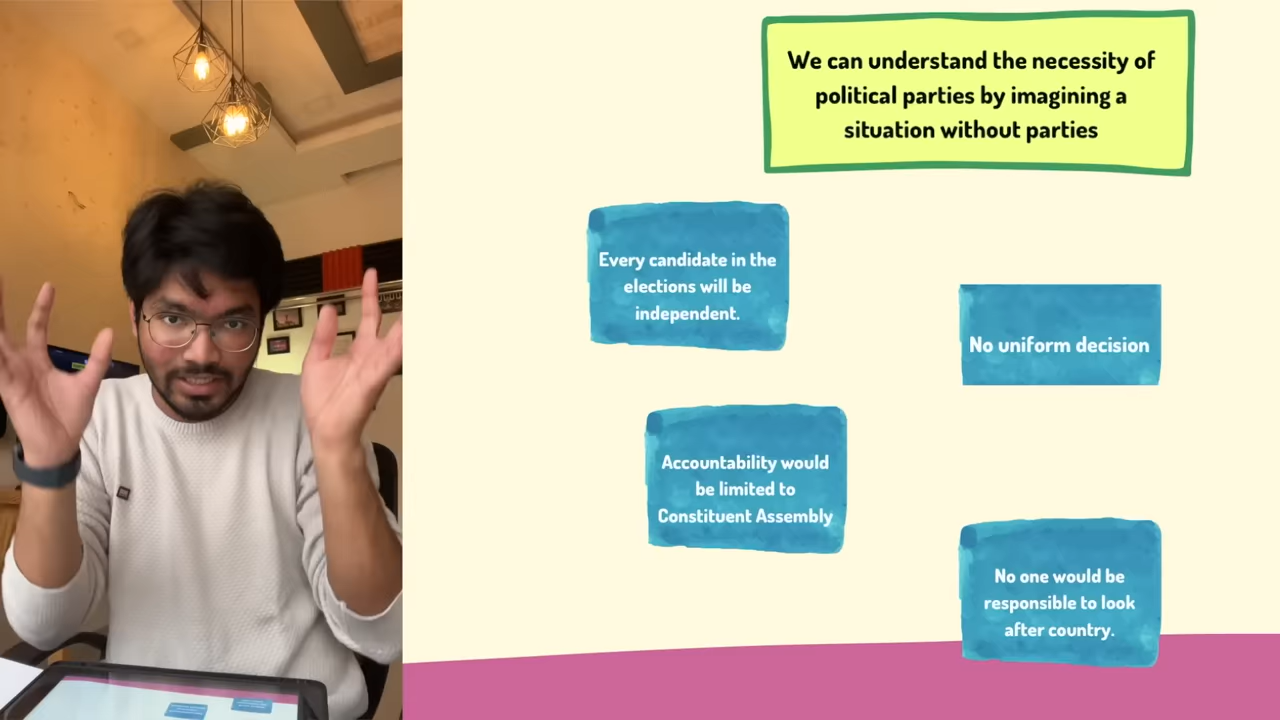 We can understand the necessity of
political parties by imagining a
situation without parties
Every candidate in the
elections will be
independent.
No uniform decision
Accountability would
be limited to
Constituent Assembly
No one would be
responsible to look
after country.